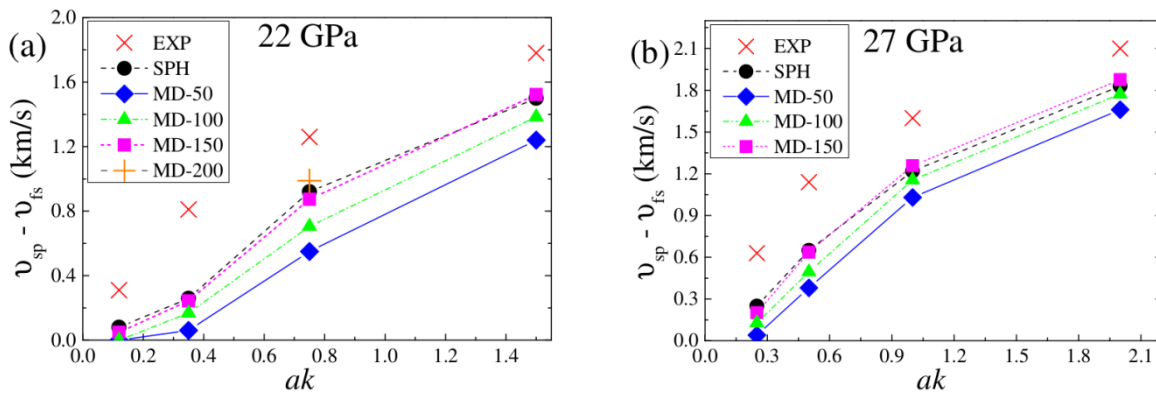 (a)
22 GPa
EXP
SPH
MD-50
MD-100
MD-150
MD-200
υsp - υfs (km/s)
2.0
1.6
1.2
0.8
0.4
0.0
0.0 0.2 0.4 0.6 0.8 1.0 1.2 1.4
ak
(b)
27 GPa
EXP
SPH
MD-50
MD-100
MD-150
υsp - υfs (km/s)
2.1
1.8
1.5
1.2
0.9
0.6
0.3
0.0
0.0 0.3 0.6 0.9 1.2 1.5 1.8 2.1
ak